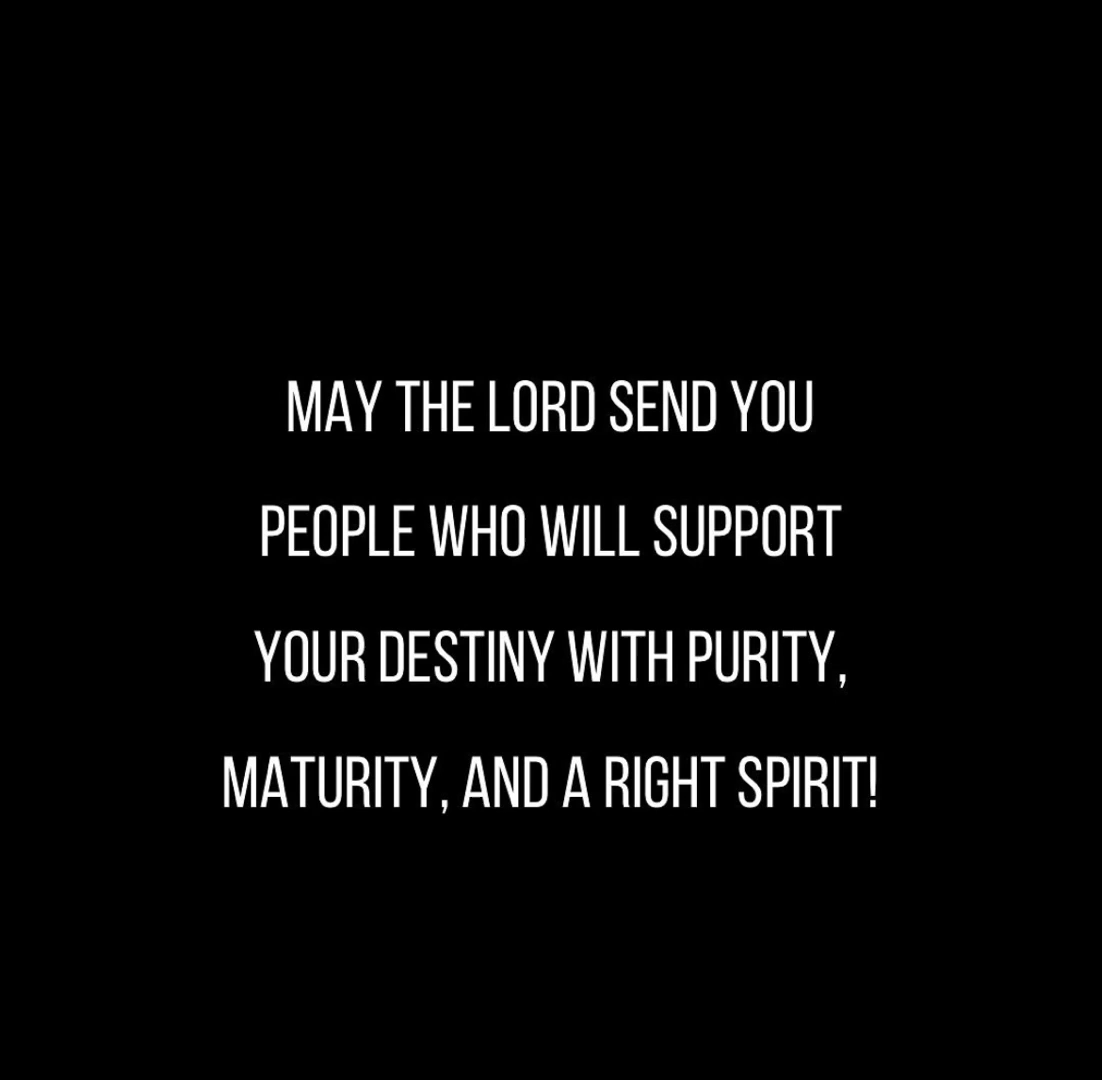 MAY THE LORD SEND YOU
PEOPLE WHO WILL SUPPORT
YOUR DESTINY WITH PURITY,
MATURITY, AND A RIGHT SPIRIT!